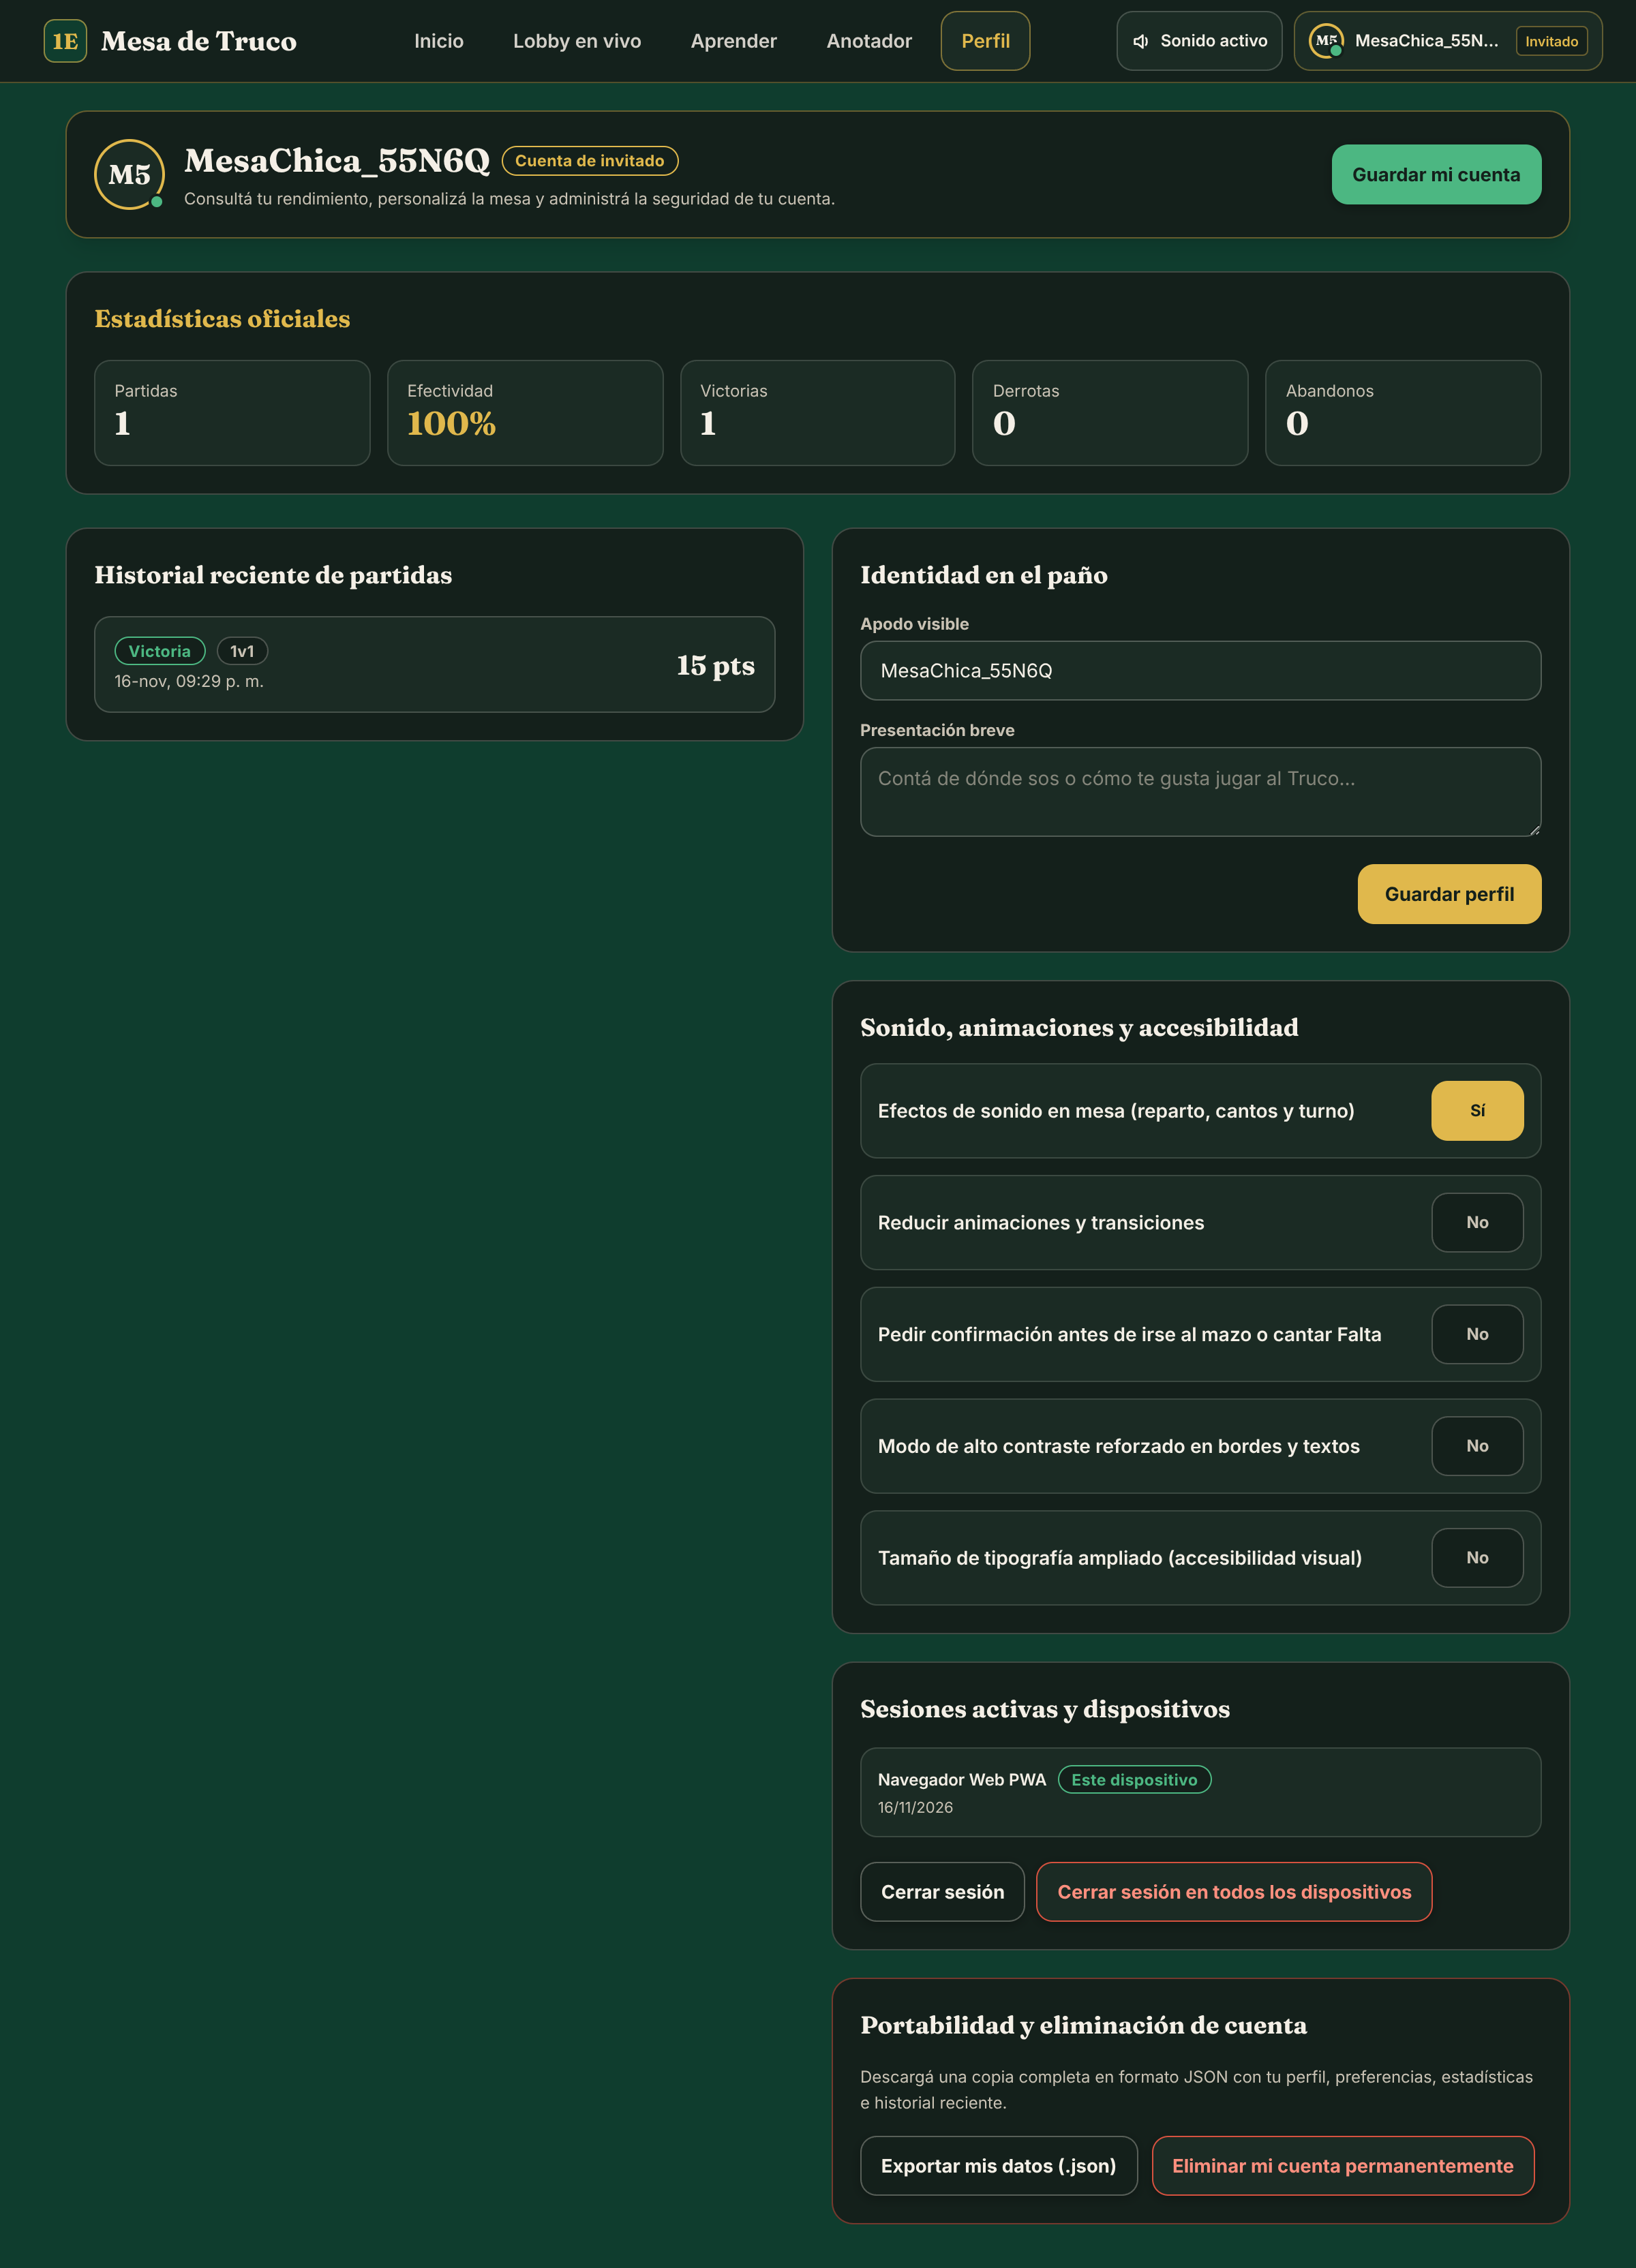 1E Mesa de Truco
Inicio
Lobby en vivo
Aprender
Anotador
Perfil
Sonido activo
M5
MesaChica_55N...
Invitado
M5
MesaChica_55N6Q
Cuenta de invitado
Consultá tu rendimiento, personalizá la mesa y administrá la seguridad de tu cuenta.
Guardar mi cuenta
Estadísticas oficiales
Partidas
1
Efectividad
100%
Victorias
1
Derrotas
0
Abandonos
0
Historial reciente de partidas
Victoria
1v1
16-nov, 09:29 p. m.
15 pts
Identidad en el paño
Apodo visible
MesaChica_55N6Q
Presentación breve
Contá de dónde sos o cómo te gusta jugar al Truco...
Guardar perfil
Sonido, animaciones y accesibilidad
Efectos de sonido en mesa (reparto, cantos y turno)
Sí
Reducir animaciones y transiciones
No
Pedir confirmación antes de irse al mazo o cantar Falta
No
Modo de alto contraste reforzado en bordes y textos
No
Tamaño de tipografía ampliado (accesibilidad visual)
No
Sesiones activas y dispositivos
Navegador Web PWA
Este dispositivo
16/11/2026
Cerrar sesión
Cerrar sesión en todos los dispositivos
Portabilidad y eliminación de cuenta
Descargá una copia completa en formato JSON con tu perfil, preferencias, estadísticas
e historial reciente.
Exportar mis datos (.json)
Eliminar mi cuenta permanentemente